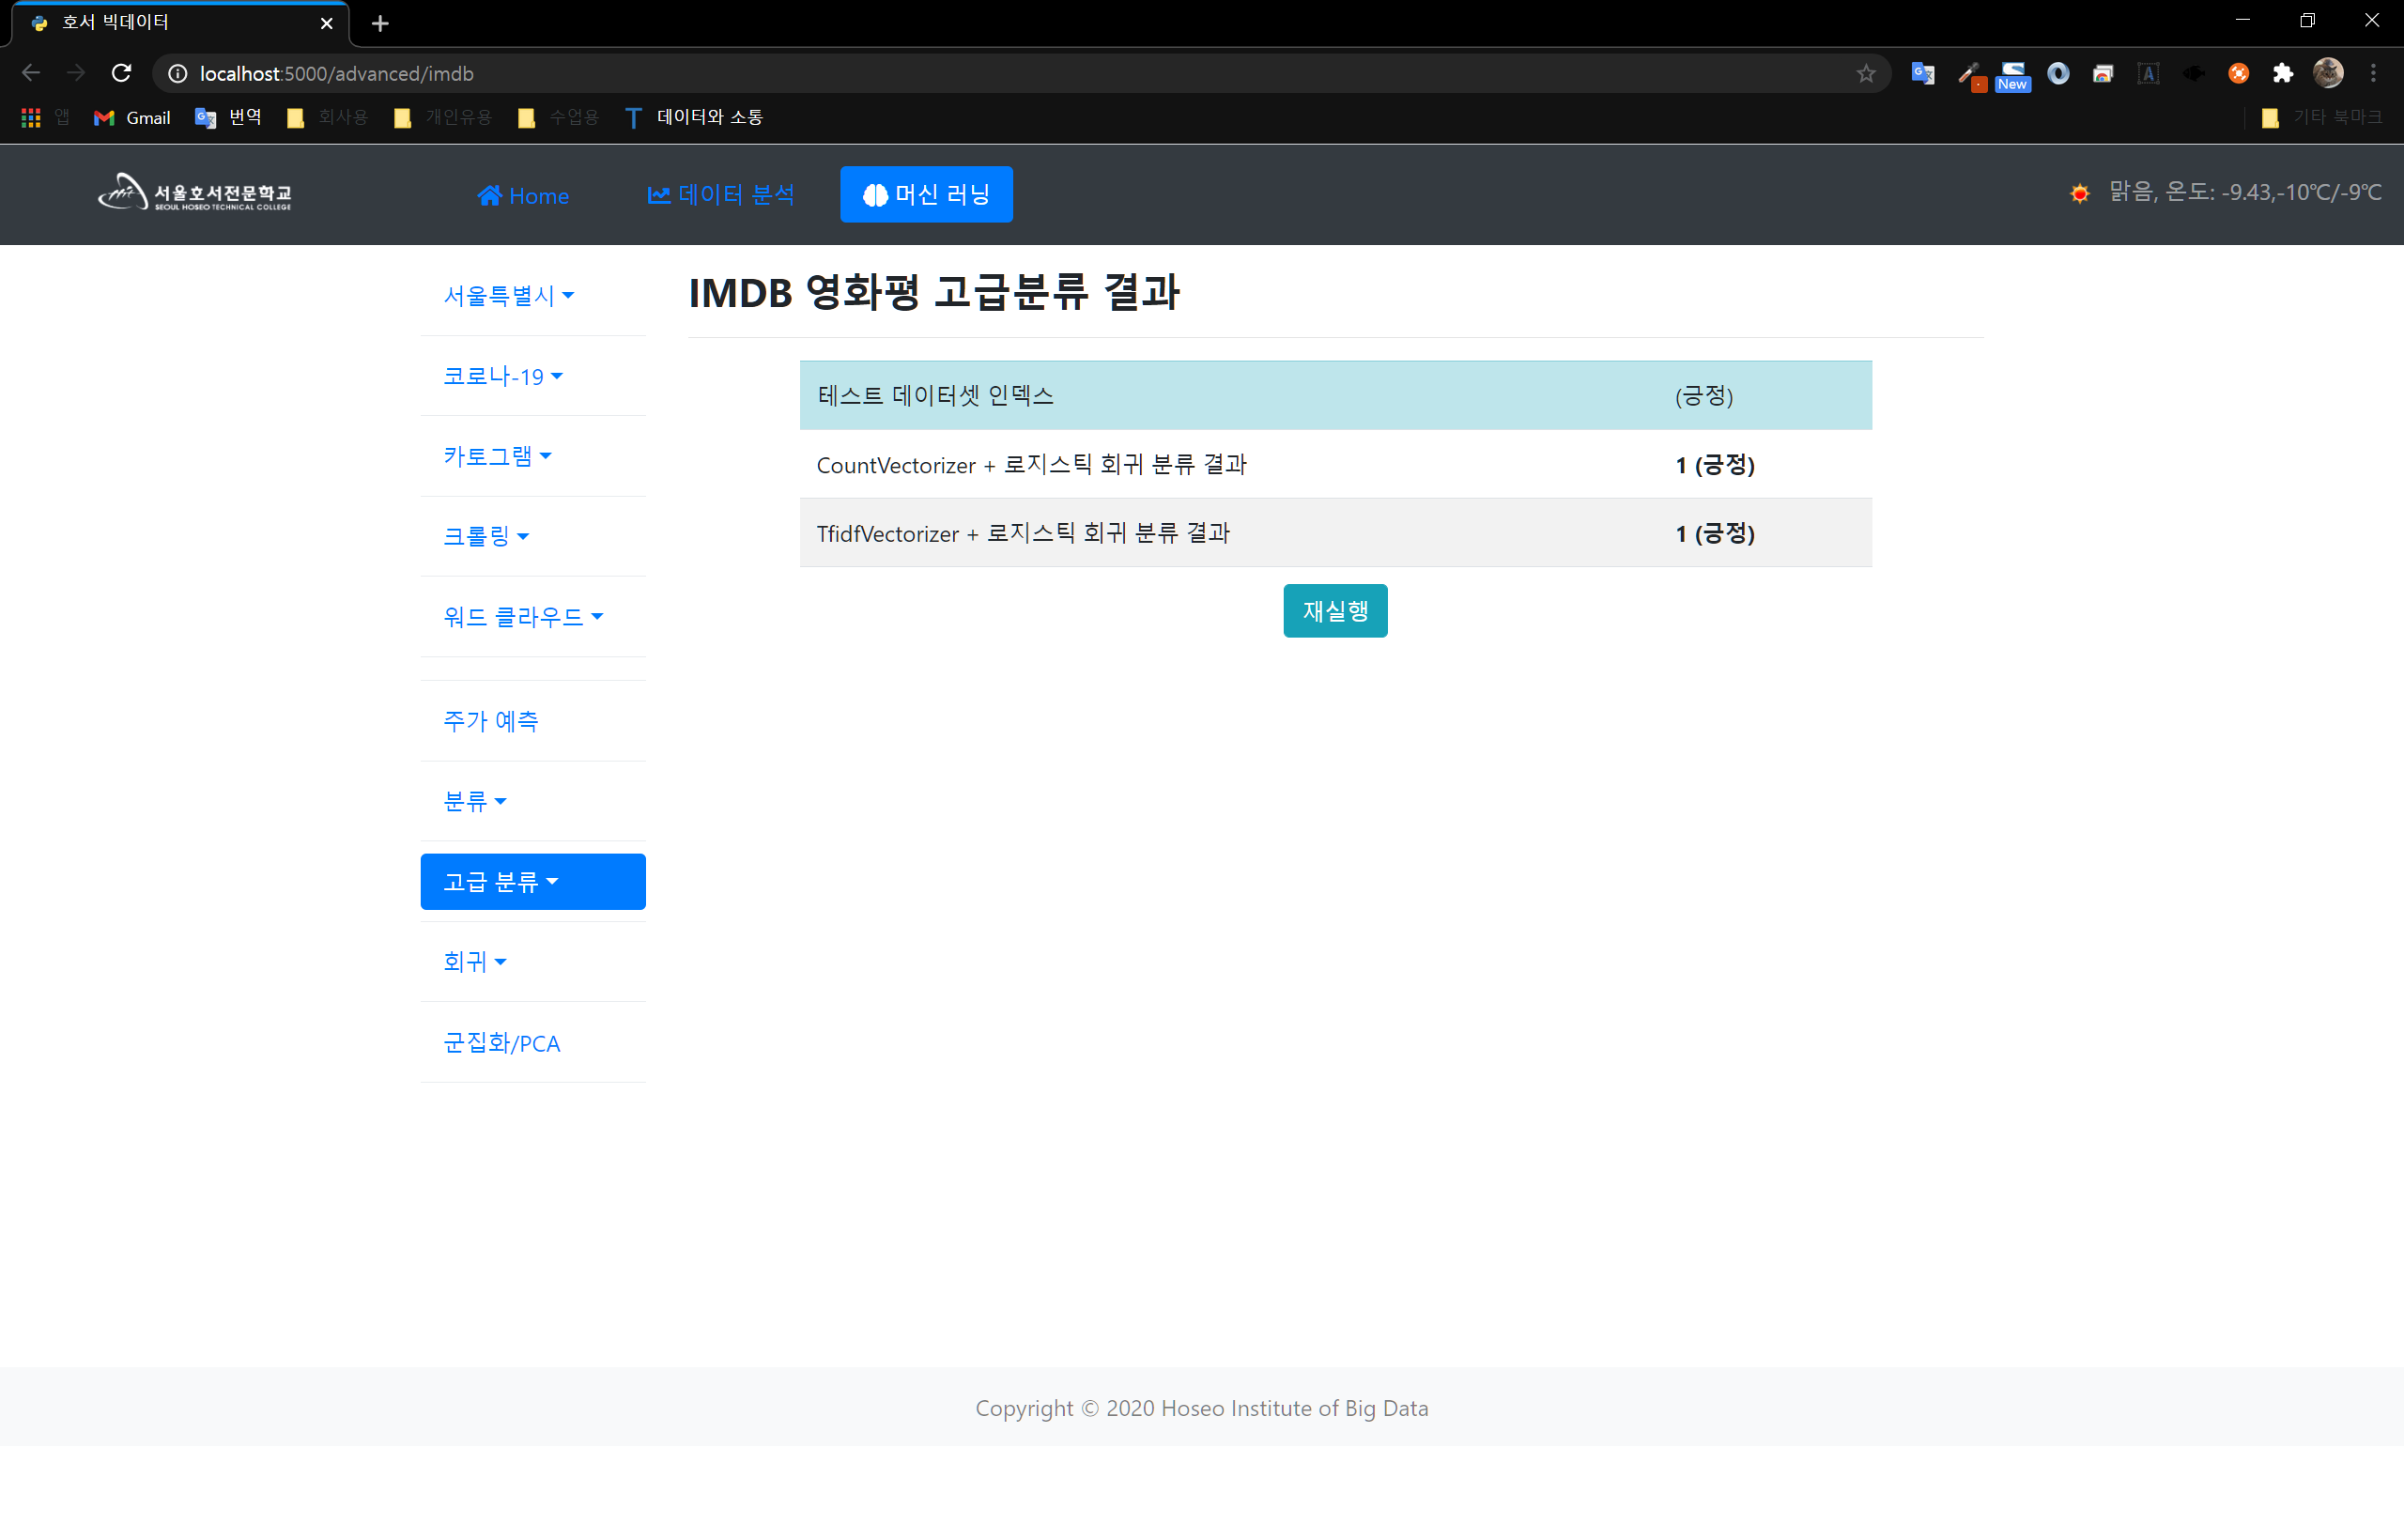 호서 빅데이터
localhost:5000/advanced/imdb
New
앱
Gmail
번역
회사용
개인유용
수업용
데이터와 소통
기타 북마크
서울호서전문학교
SEOUL HOSEO TECHNICAL COLLEGE
Home
데이터 분석
머신 러닝
맑음, 온도: -9.43,-10℃/-9℃
서울특별시
코로나-19
카토그램
크롤링
워드 클라우드
주가 예측
분류
고급 분류
회귀
군집화/PCA
IMDB 영화평 고급분류 결과
테스트 데이터셋 인덱스 (긍정)
CountVectorizer + 로지스틱 회귀 분류 결과 1 (긍정)
TfidfVectorizer + 로지스틱 회귀 분류 결과 1 (긍정)
재실행
Copyright © 2020 Hoseo Institute of Big Data